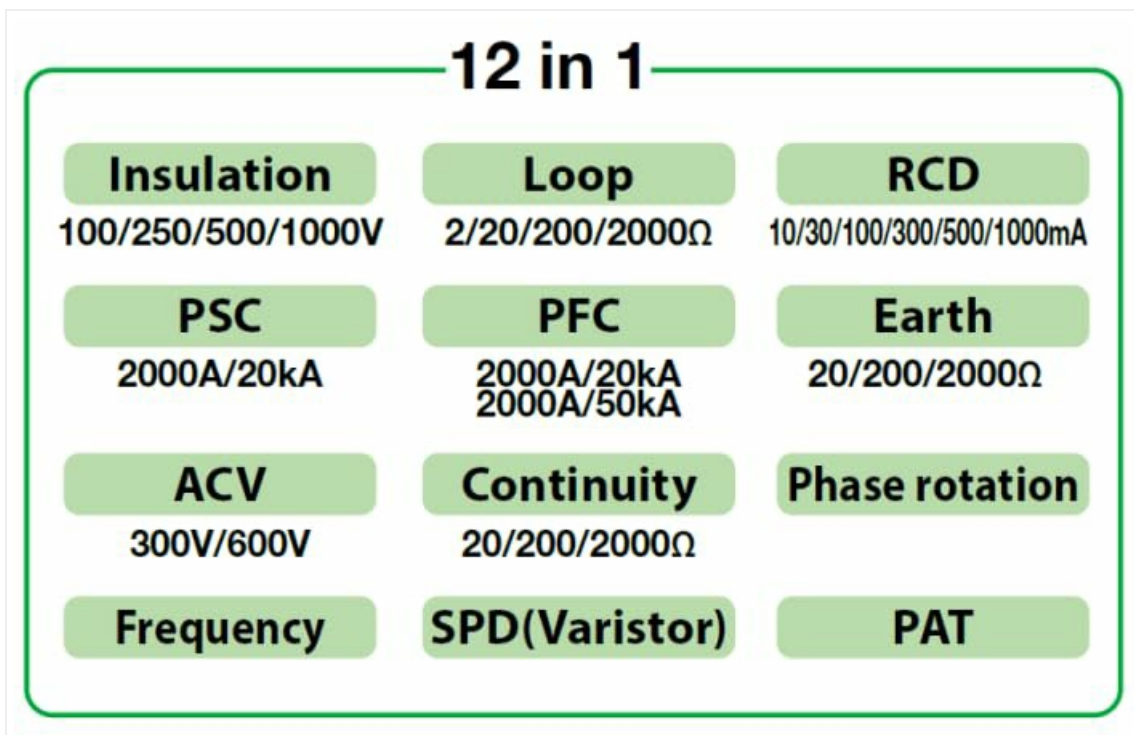 12 in 1
Insulation
100/250/500/1000V
Loop
2/20/200/2000Ω
RCD
10/30/100/300/500/1000mA
PSC
2000A/20kA
PFC
2000A/20kA
2000A/50kA
Earth
20/200/2000Ω
ACV
300V/600V
Continuity
20/200/2000Ω
Phase rotation
Frequency
SPD(Varistor)
PAT